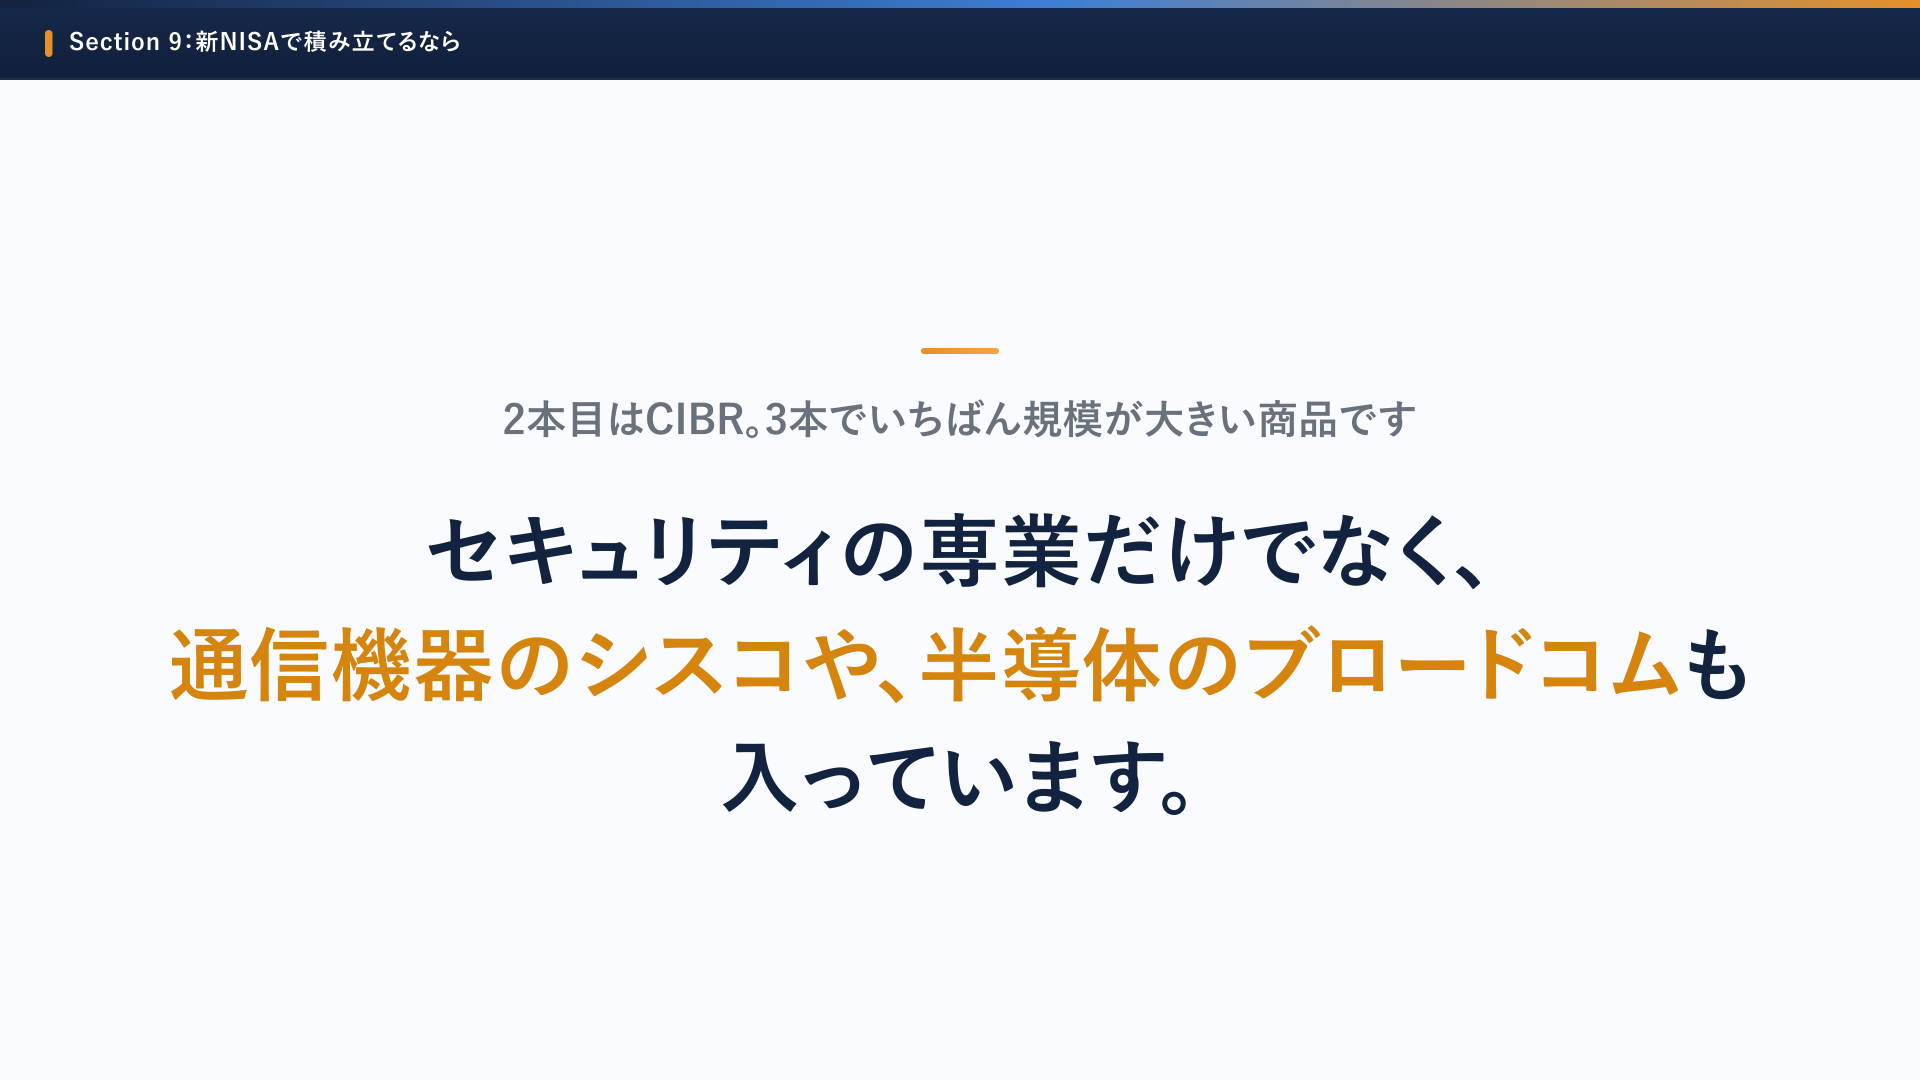 Section 9：新NISAで積み立てるなら
2本目はCIBR。3本でいちばん規模が大きい商品です
セキュリティの専業だけでなく、
通信機器のシスコや、半導体のブロードコムも
入っています。